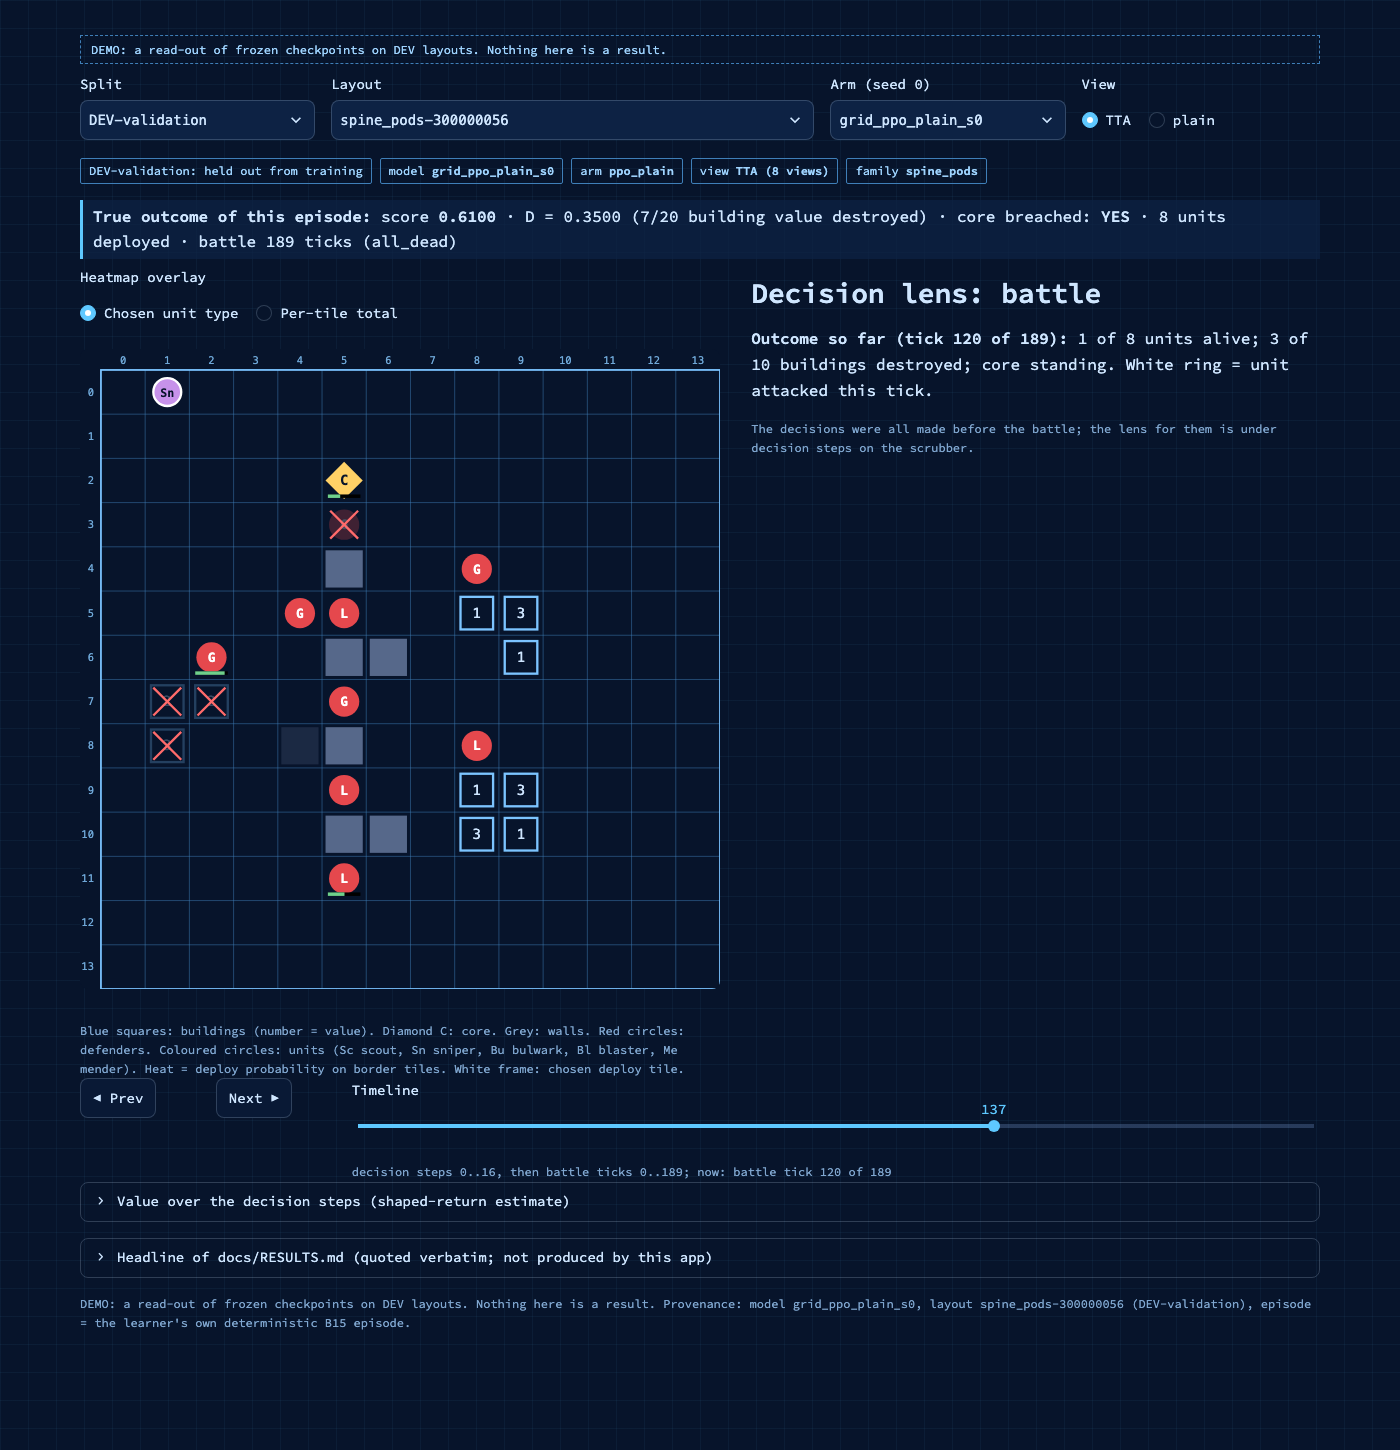 DEMO: a read-out of frozen checkpoints on DEV layouts. Nothing here is a result.
Split
Layout
Arm (seed 0)
View
DEV-validation
spine_pods-300000056
grid_ppo_plain_s0
TTA
plain
DEV-validation: held out from training
model grid_ppo_plain_s0
arm ppo_plain
view TTA (8 views)
family spine_pods
True outcome of this episode: score 0.6100 · D = 0.3500 (7/20 building value destroyed) · core breached: YES · 8 units
deployed · battle 189 ticks (all_dead)
Heatmap overlay
Chosen unit type
Per-tile total
Decision lens: battle
Outcome so far (tick 120 of 189): 1 of 8 units alive; 3 of
10 buildings destroyed; core standing. White ring = unit
attacked this tick.
The decisions were all made before the battle; the lens for them is under
decision steps on the scrubber.
0 1 2 3 4 5 6 7 8 9 10 11 12 13
0 Sn
1
2 C
3
4 G
5 G L 1 3
6 G 1
7 G
8 L
9 L 1 3
10 3 1
11 L
12
13
Blue squares: buildings (number = value). Diamond C: core. Grey: walls. Red circles:
defenders. Coloured circles: units (Sc scout, Sn sniper, Bu bulwark, Bl blaster, Me
mender). Heat = deploy probability on border tiles. White frame: chosen deploy tile.
◄ Prev
Next ►
Timeline
137
decision steps 0..16, then battle ticks 0..189; now: battle tick 120 of 189
Value over the decision steps (shaped-return estimate)
Headline of docs/RESULTS.md (quoted verbatim; not produced by this app)
DEMO: a read-out of frozen checkpoints on DEV layouts. Nothing here is a result. Provenance: model grid_ppo_plain_s0, layout spine_pods-300000056 (DEV-validation), episode
= the learner's own deterministic B15 episode.